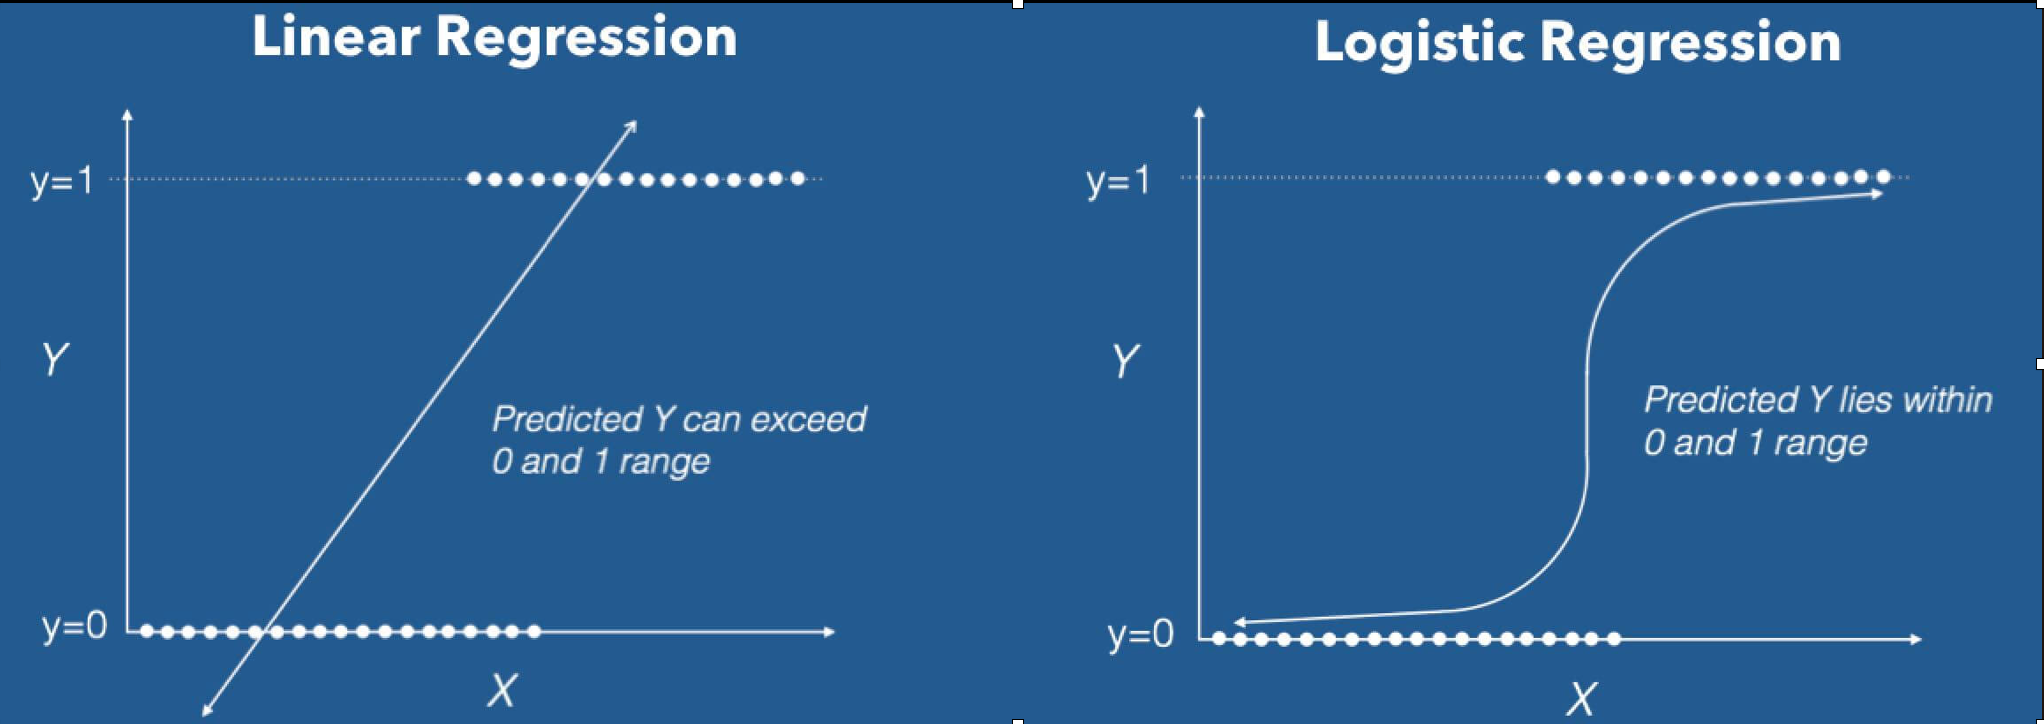 Linear Regression
y=1
Y
Predicted Y can exceed
0 and 1 range
y=0
X
Logistic Regression
y=1
Y
Predicted Y lies within
0 and 1 range
y=0
X